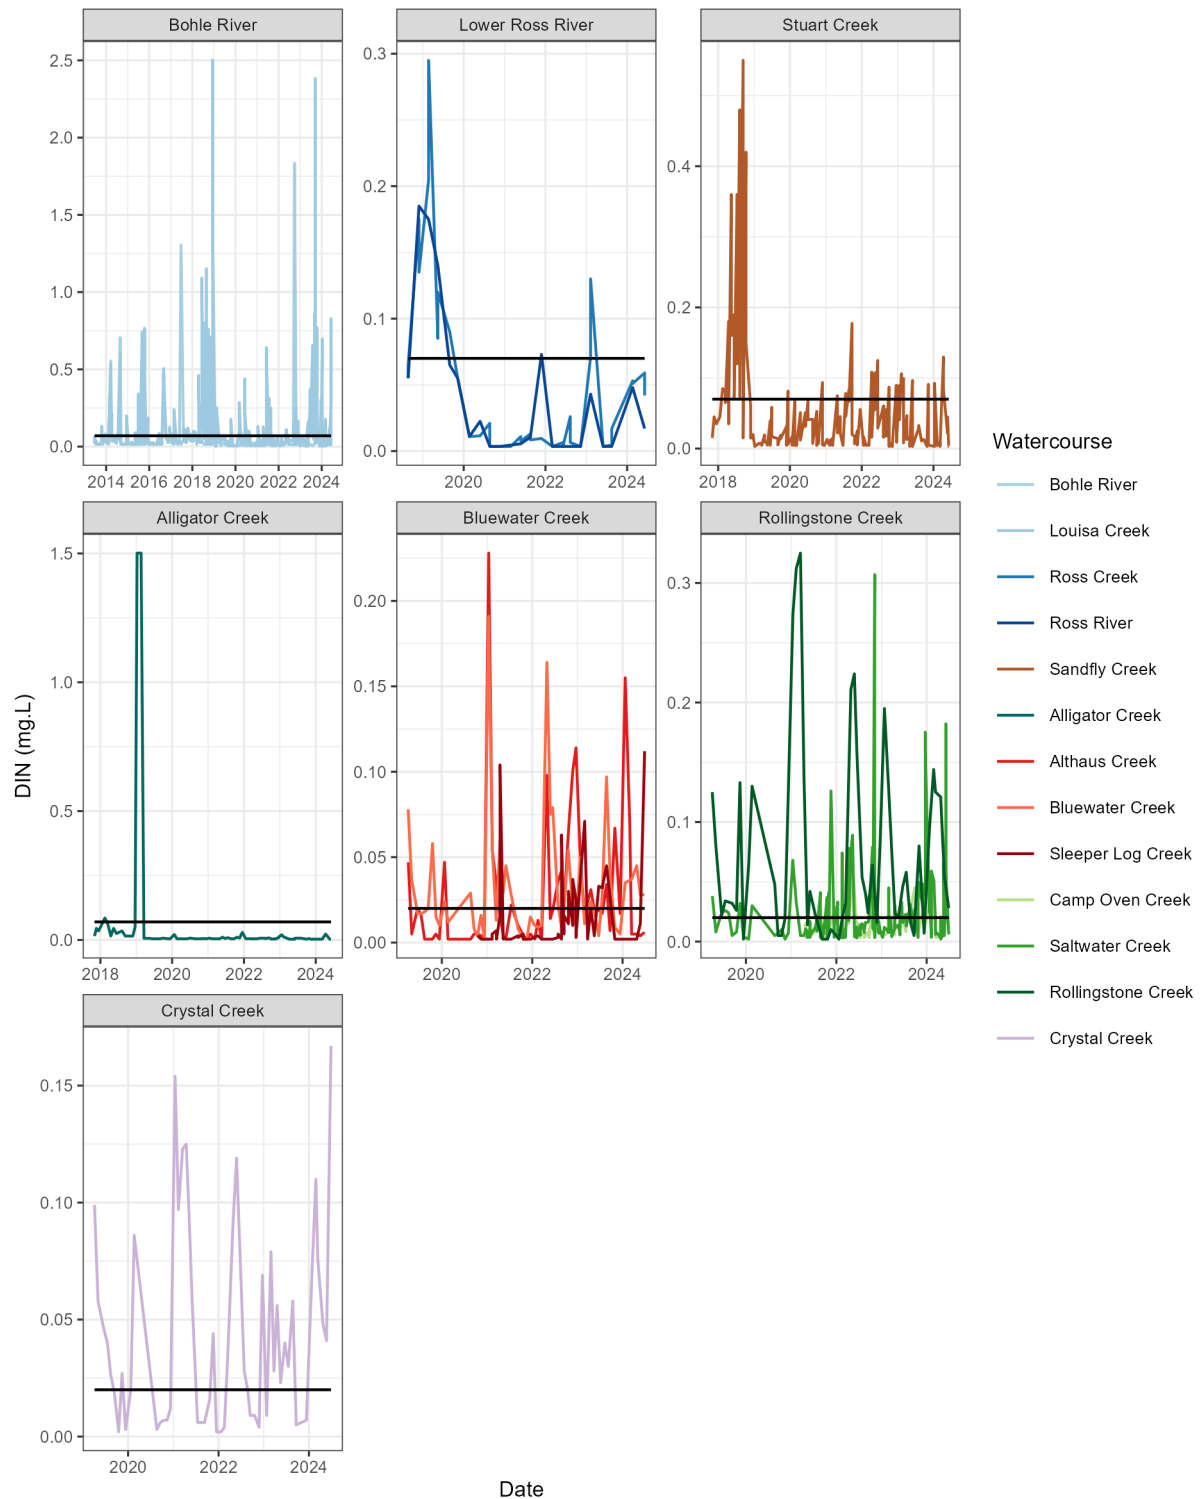 Bohle River
Lower Ross River
Stuart Creek
2.5
2.0
1.5
1.0
0.5
0.0
2014 2016 2018 2020 2022 2024
0.3
0.2
0.1
0.0
2020 2022 2024
0.4
0.2
0.0
2018 2020 2022 2024
Alligator Creek
Bluewater Creek
Rollingstone Creek
1.5
1.0
0.5
0.0
2018 2020 2022 2024
0.20
0.15
0.10
0.05
0.00
2020 2022 2024
0.3
0.2
0.1
0.0
2020 2022 2024
Crystal Creek
0.15
0.10
0.05
0.00
2020 2022 2024
DIN (mg.L)
Date
Watercourse
Bohle River
Louisa Creek
Ross Creek
Ross River
Sandfly Creek
Alligator Creek
Althaus Creek
Bluewater Creek
Sleeper Log Creek
Camp Oven Creek
Saltwater Creek
Rollingstone Creek
Crystal Creek